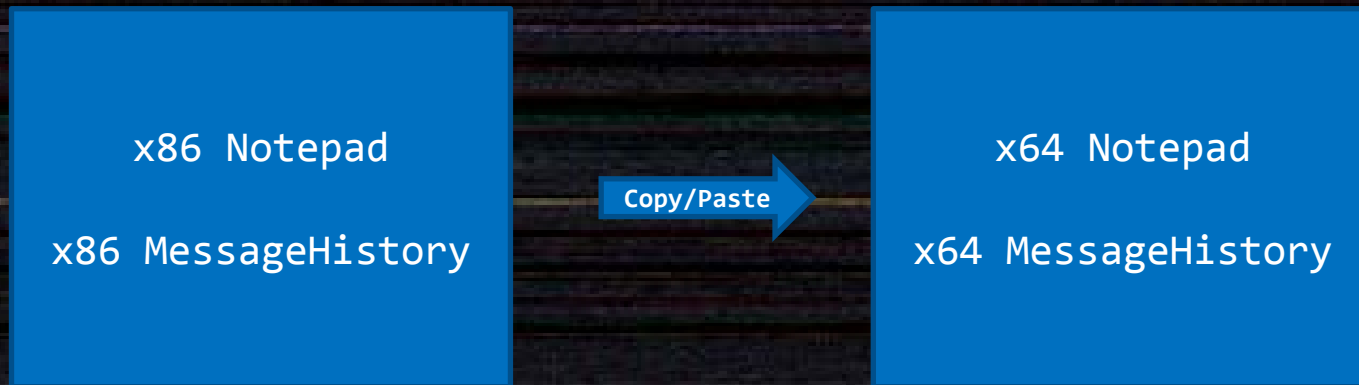 x86 Notepad
x86 MessageHistory
Copy/Paste
x64 Notepad
x64 MessageHistory